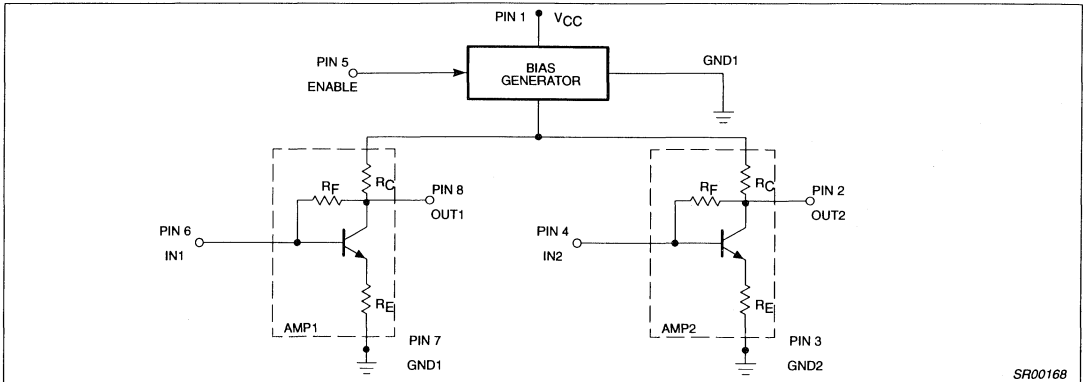 PIN 1 VCC
PIN 5
ENABLE
BIAS
GENERATOR
GND1
RF
RC
PIN 8
OUT1
PIN 6
IN1
RE
AMP1
PIN 7
GND1
RF
RC
PIN 2
OUT2
PIN 4
IN2
RE
AMP2
PIN 3
GND2
SR00168